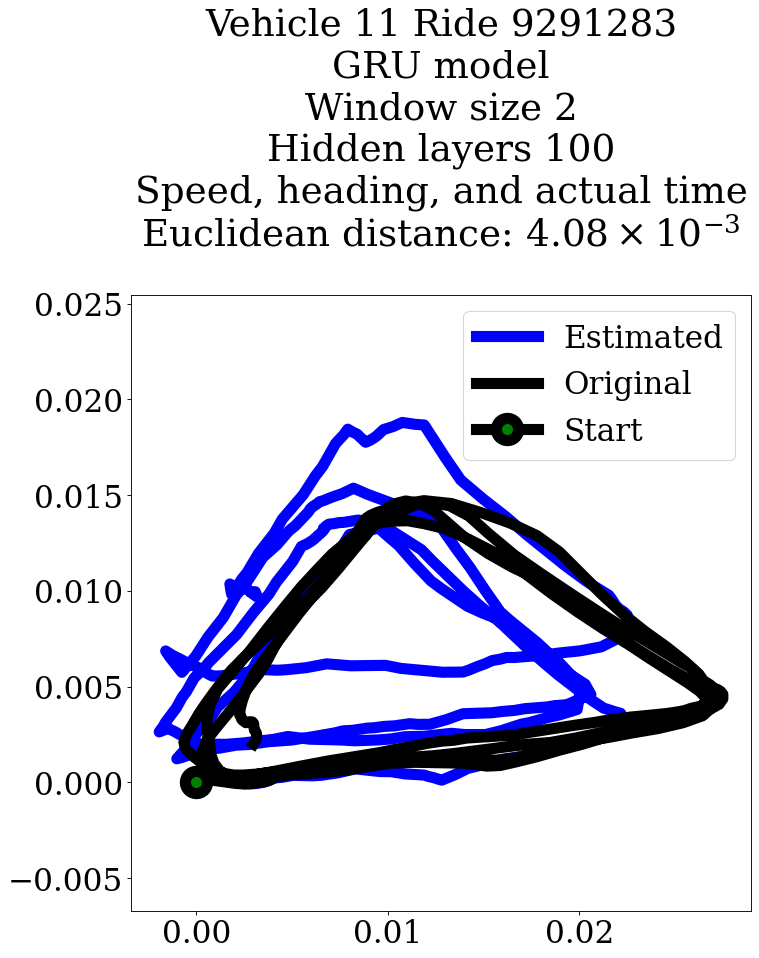 Vehicle 11 Ride 9291283
GRU model
Window size 2
Hidden layers 100
Speed, heading, and actual time
Euclidean distance: 4.08 × 10⁻³
0.025
0.020
0.015
0.010
0.005
0.000
−0.005
Estimated
Original
Start
0.00 0.01 0.02